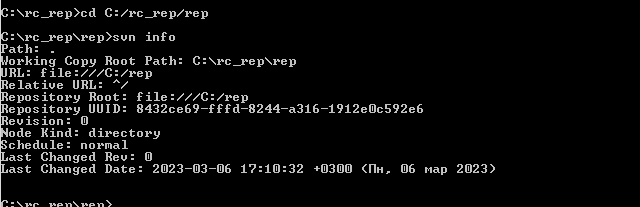 C:\rc_rep>cd C:/rc_rep/rep
C:\rc_rep\rep>svn info
Path: .
Working Copy Root Path: C:\rc_rep\rep
URL: file:///C:/rep
Relative URL: ^/
Repository Root: file:///C:/rep
Repository UUID: 8432ce69-fffd-8244-a316-1912e0c592e6
Revision: 0
Node Kind: directory
Schedule: normal
Last Changed Rev: 0
Last Changed Date: 2023-03-06 17:10:32 +0300 (Пн, 06 мар 2023)
C:\rc_rep\rep>